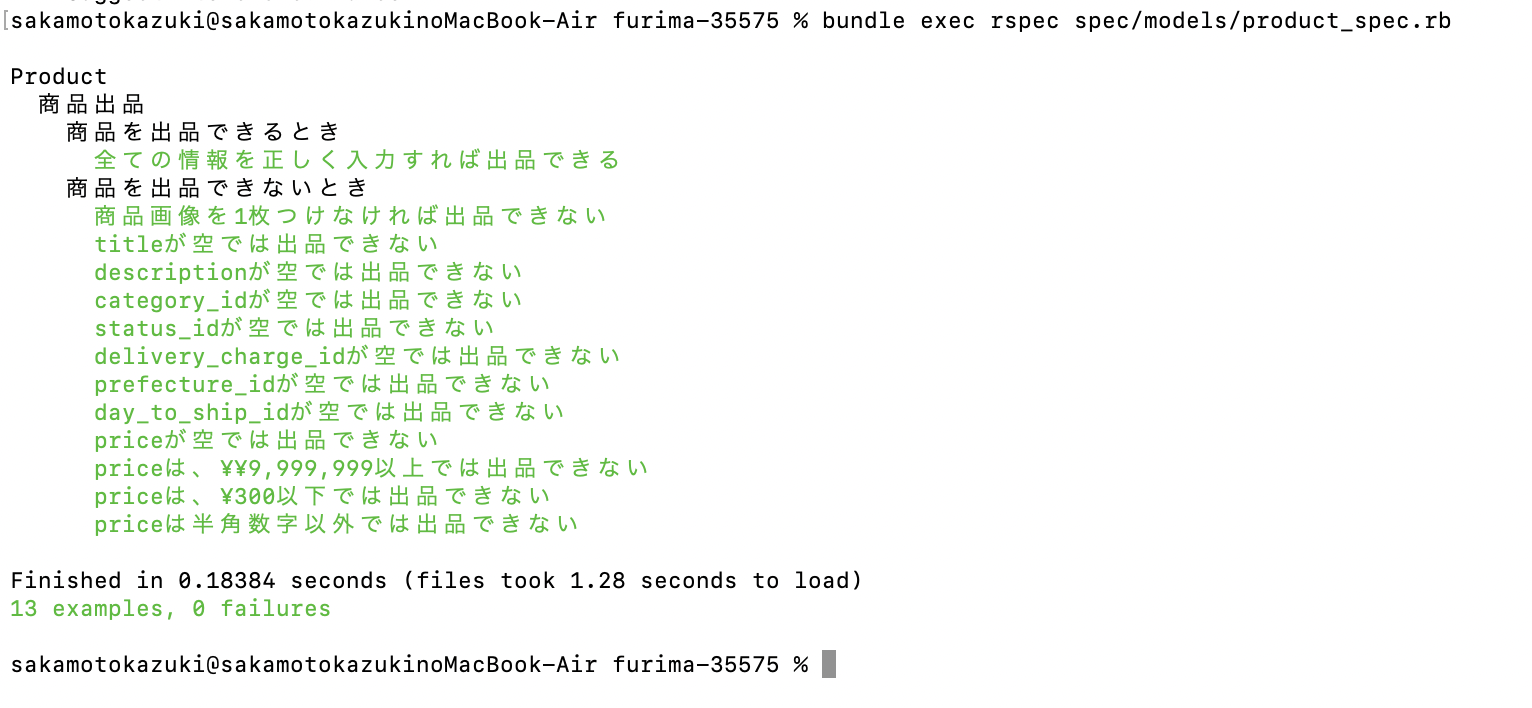 [sakamotokazuki@sakamotokazukinoMacBook-Air furima-35575 % bundle exec rspec spec/models/product_spec.rb
Product
商品出品
商品を出品できるとき
全ての情報を正しく入力すれば出品できる
商品を出品できないとき
商品画像を1枚つけなければ出品できない
titleが空では出品できない
descriptionが空では出品できない
category_idが空では出品できない
status_idが空では出品できない
delivery_charge_idが空では出品できない
prefecture_idが空では出品できない
day_to_ship_idが空では出品できない
priceが空では出品できない
priceは、¥¥9,999,999以上では出品できない
priceは、¥300以下では出品できない
priceは半角数字以外では出品できない
Finished in 0.18384 seconds (files took 1.28 seconds to load)
13 examples, 0 failures
sakamotokazuki@sakamotokazukinoMacBook-Air furima-35575 %